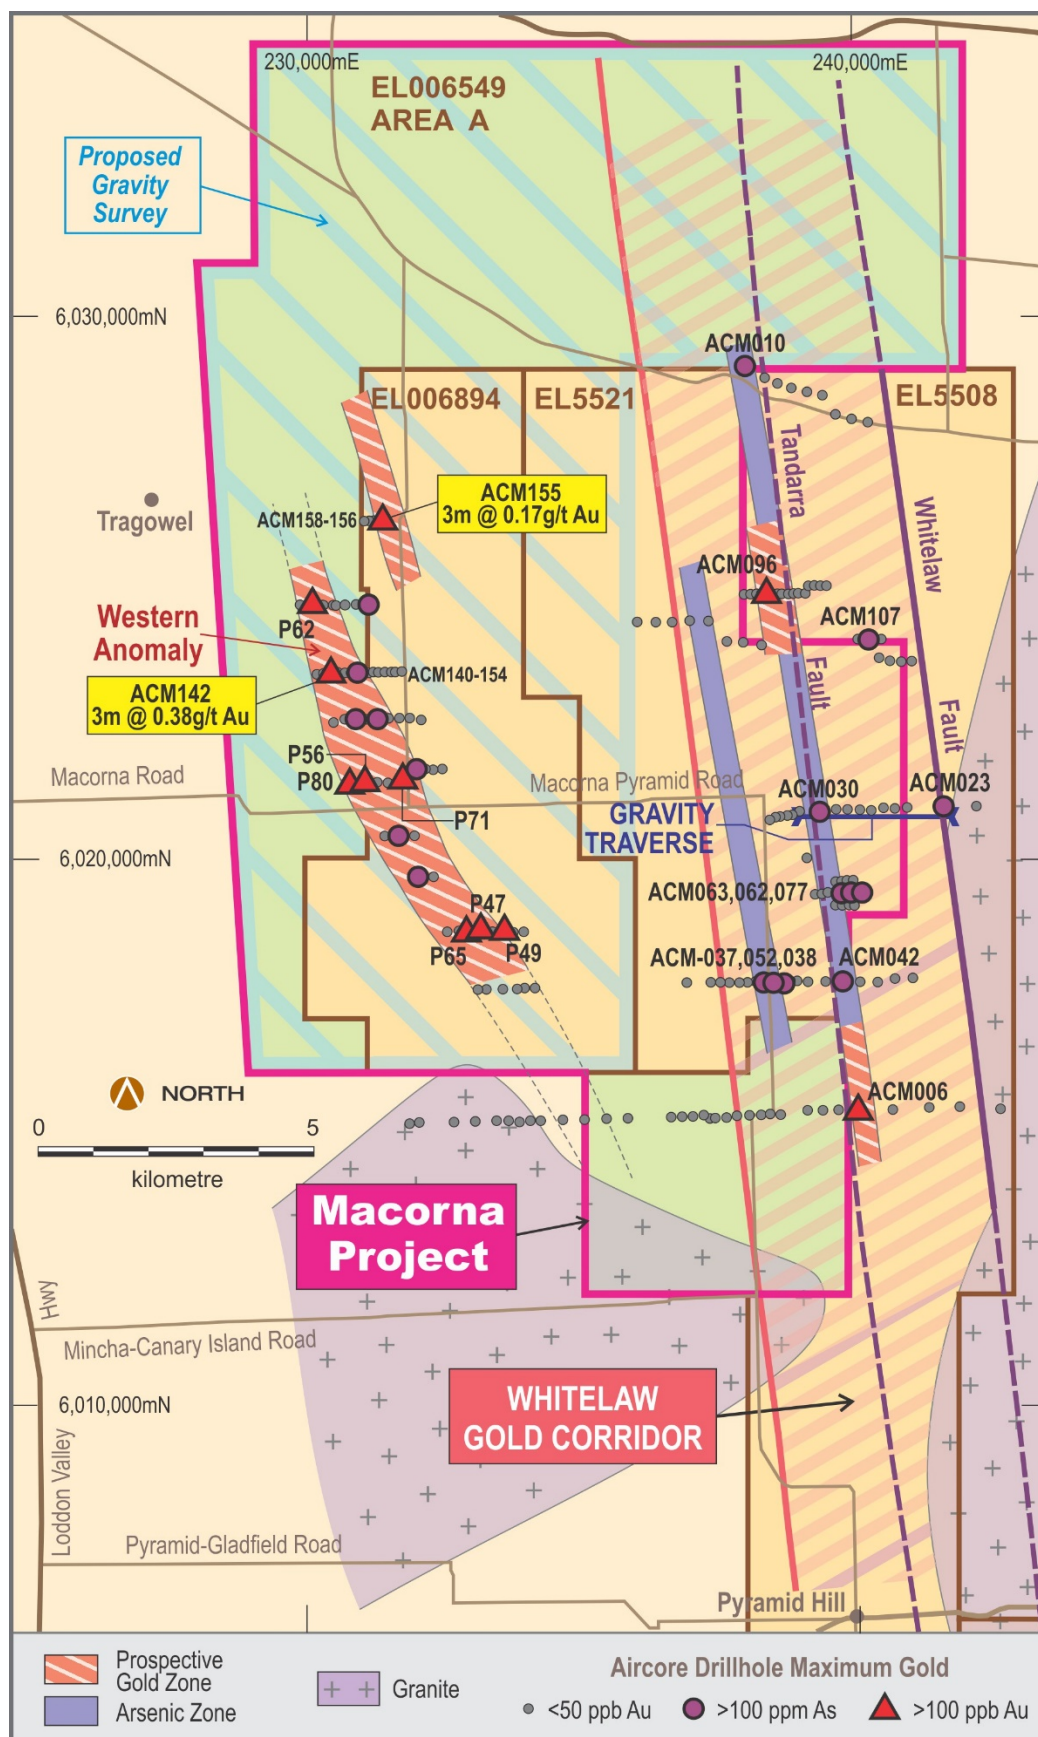 230,000mE
240,000mE
EL006549
AREA A
Proposed
Gravity
Survey
6,030,000mN
ACM010
EL006894
EL5521
EL5508
Tandarra
Fault
Whitelaw
Fault
ACM155
3m @ 0.17g/t Au
Tragowel
ACM158-156
ACM096
P62
Western
Anomaly
ACM107
ACM140-154
ACM142
3m @ 0.38g/t Au
P56
P80
P71
Macorna Road
Macorna Pyramid Road
ACM030
ACM023
GRAVITY
TRAVERSE
6,020,000mN
ACM063,062,077
P47
P65
P49
ACM-037,052,038
ACM042
NORTH
0
5
kilometre
ACM006
Macorna
Project
Loddon Valley
Hwy
Mincha-Canary Island Road
WHITELAW
GOLD CORRIDOR
6,010,000mN
Pyramid-Gladfield Road
Pyramid Hill
Prospective
Gold Zone
Arsenic Zone
Granite
Aircore Drillhole Maximum Gold
<50 ppb Au
>100 ppm As
>100 ppb Au